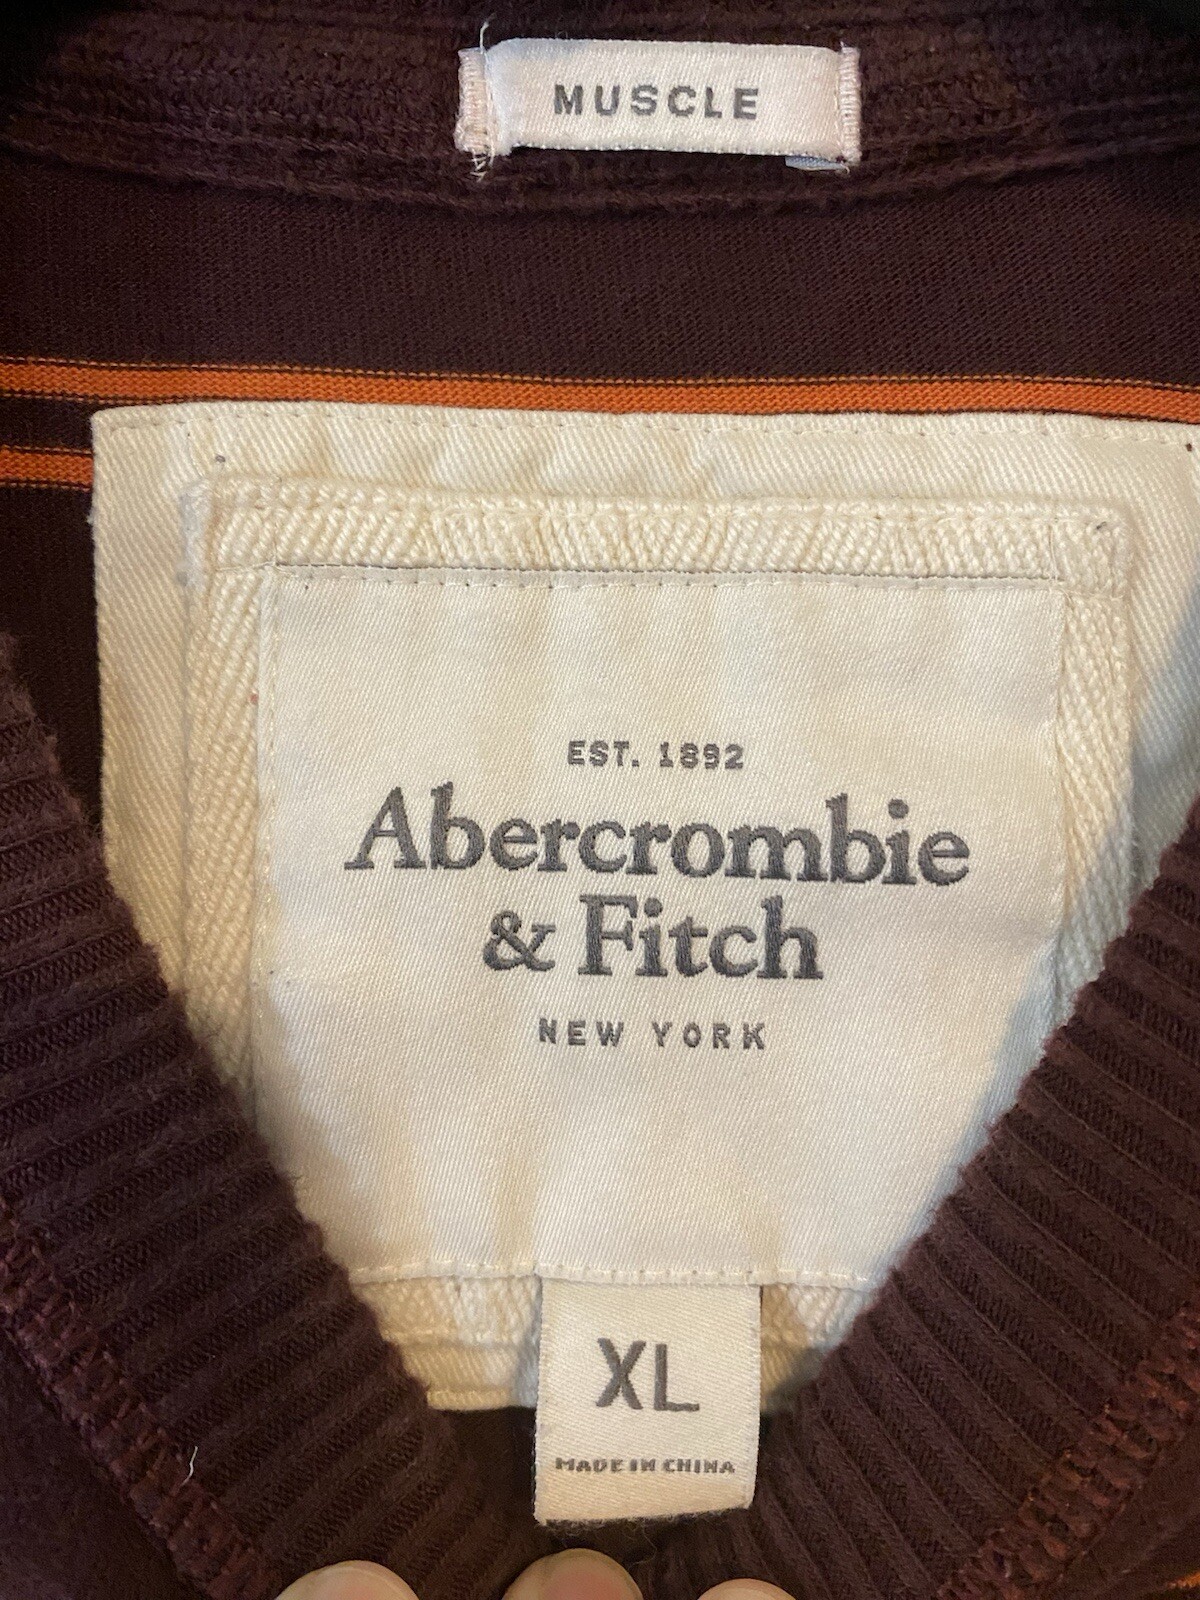 MUSCLE
EST. 1892
Abercrombie
& Fitch
NEW YORK
XL
MADE IN CHINA